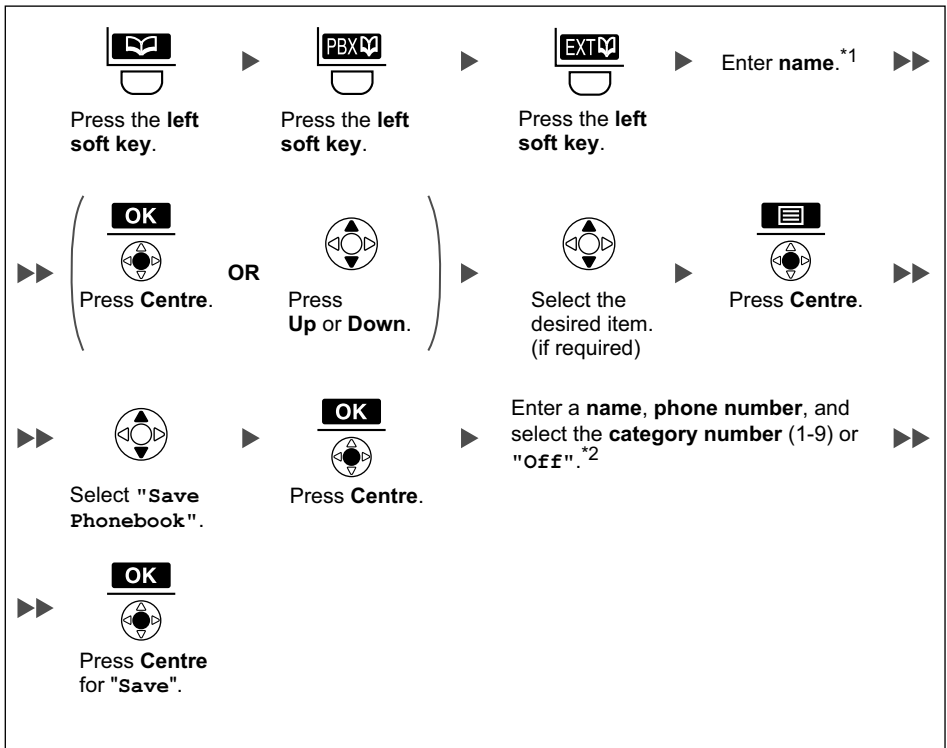 PBX EXT
Enter name.*1
Press the left Press the left Press the left
soft key. soft key. soft key.
OK
OR
Press Centre. Press Select the Press Centre.
Up or Down. desired item.
(if required)
OK Enter a name, phone number, and
select the category number (1-9) or
"Off".*2
Select "Save Press Centre.
Phonebook".
OK
Press Centre
for "Save".